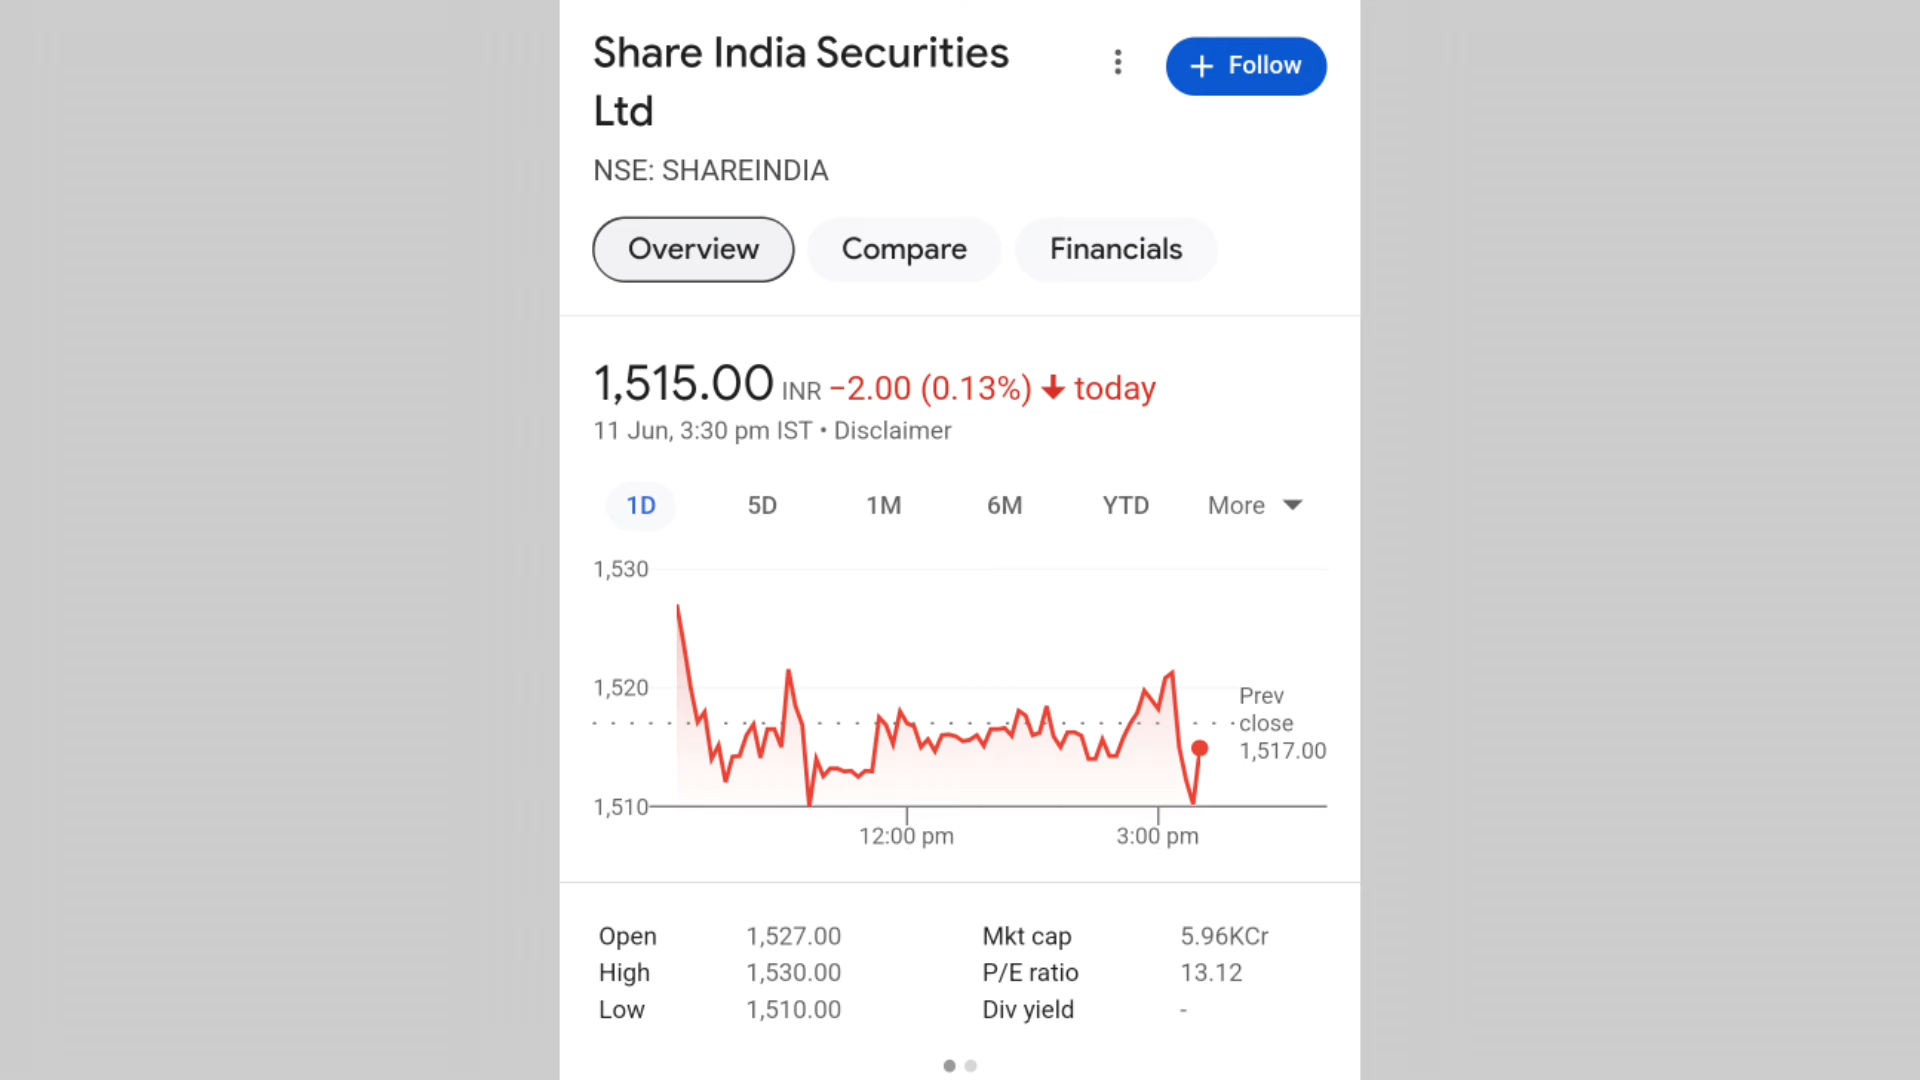 Share India Securities
Ltd
+ Follow
NSE: SHAREINDIA
Overview Compare Financials
1,515.00 INR −2.00 (0.13%) ↓ today
11 Jun, 3:30 pm IST • Disclaimer
1D 5D 1M 6M YTD More
1,530
1,520
1,510
Prev
close
1,517.00
12:00 pm 3:00 pm
Open 1,527.00 Mkt cap 5.96KCr
High 1,530.00 P/E ratio 13.12
Low 1,510.00 Div yield -